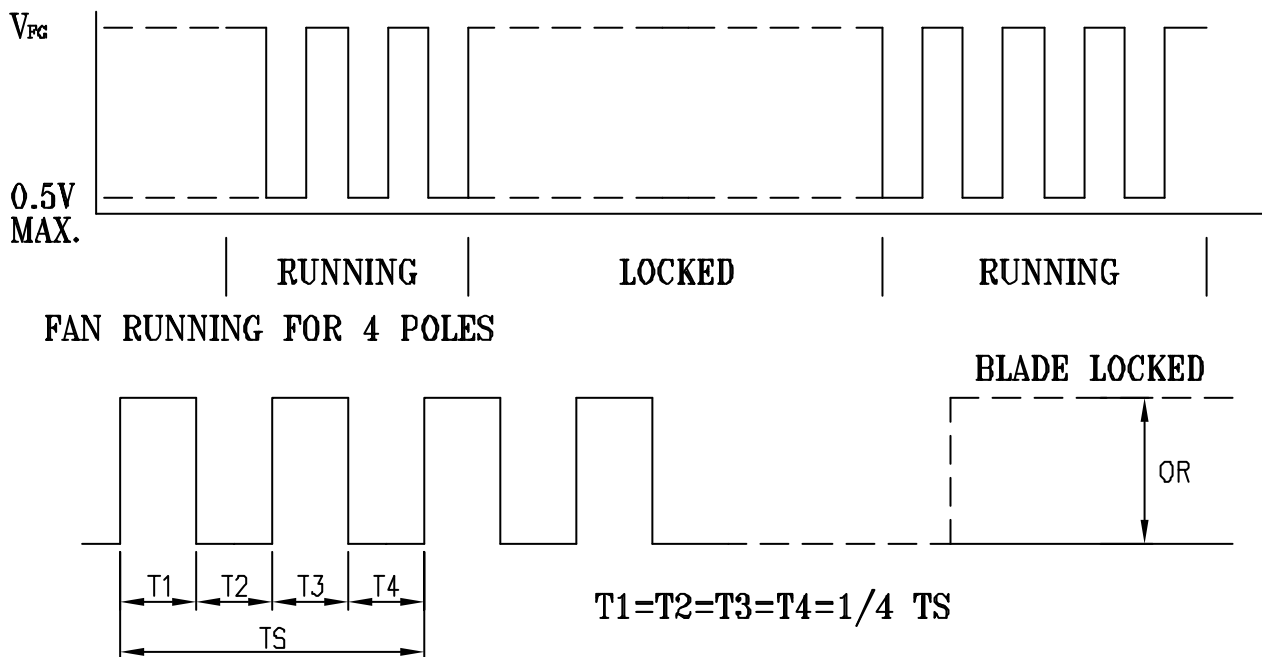 VFG
0.5V
MAX.
RUNNING LOCKED RUNNING
FAN RUNNING FOR 4 POLES
BLADE LOCKED
OR
T1 T2 T3 T4
T1=T2=T3=T4=1/4 TS
TS